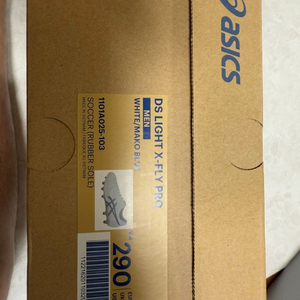 asics
DS LIGHT X-FLY PRO
MEN
WHITE/MAKO BLUE
1101A025-103
SOCCER (RUBBER SOLE)
290